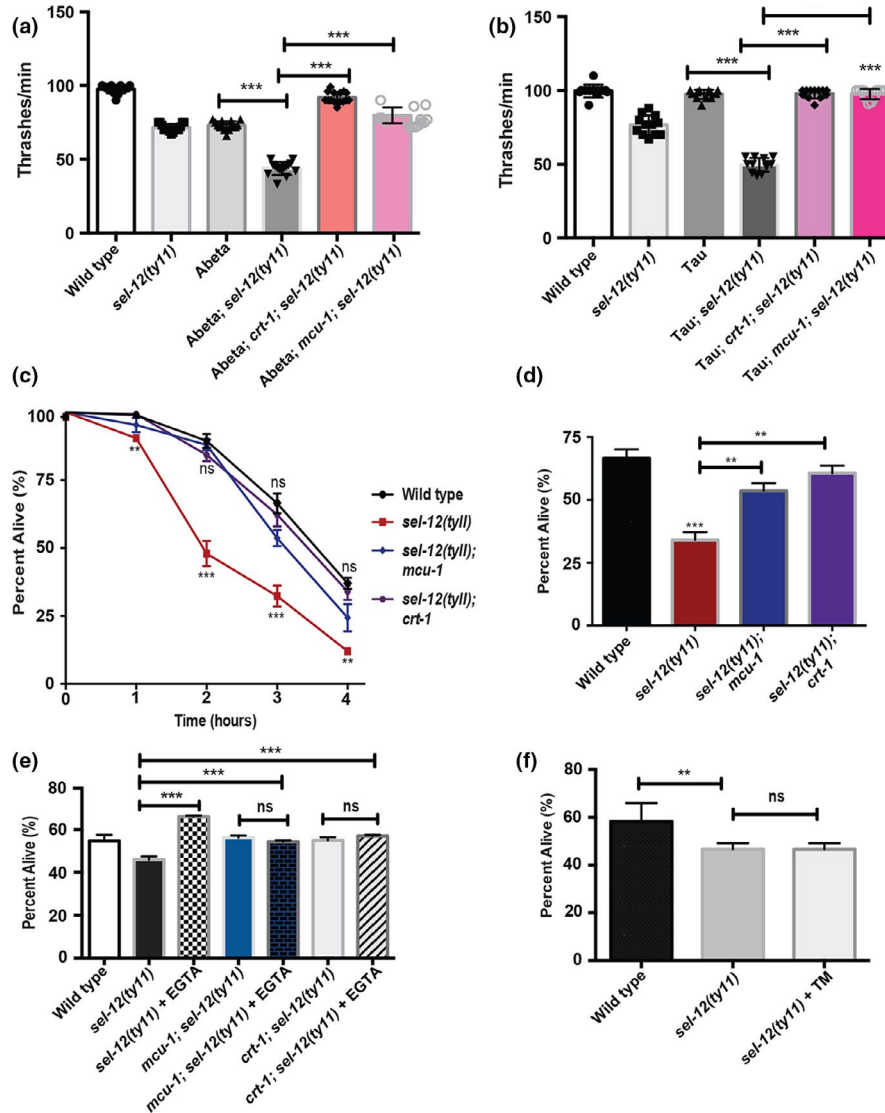 (a)
Thrashes/min
150
100
50
0
***
***
***
Wild type
sel-12(ty11)
Abeta
Abeta; sel-12(ty11)
Abeta; crt-1; sel-12(ty11)
Abeta; mcu-1; sel-12(ty11)
(b)
Thrashes/min
150
100
50
0
***
***
***
Wild type
sel-12(ty11)
Tau
Tau; sel-12(ty11)
Tau; crt-1; sel-12(ty11)
Tau; mcu-1; sel-12(ty11)
(c)
Percent Alive (%)
100
75
50
25
0
0
1
2
3
4
Time (hours)
**
ns
***
ns
***
ns
**
Wild type
sel-12(tyll)
sel-12(tyll);
mcu-1
sel-12(tyll);
crt-1
(d)
Percent Alive (%)
75
50
25
0
***
**
**
Wild type
sel-12(ty11)
sel-12(ty11);
mcu-1
sel-12(ty11);
crt-1
(e)
Percent Alive (%)
80
60
40
20
0
***
***
***
ns
ns
Wild type
sel-12(ty11)
sel-12(ty11) + EGTA
mcu-1; sel-12(ty11)
mcu-1; sel-12(ty11) + EGTA
crt-1; sel-12(ty11)
crt-1; sel-12(ty11) + EGTA
(f)
Percent Alive (%)
80
60
40
20
0
**
ns
Wild type
sel-12(ty11)
sel-12(ty11) + TM